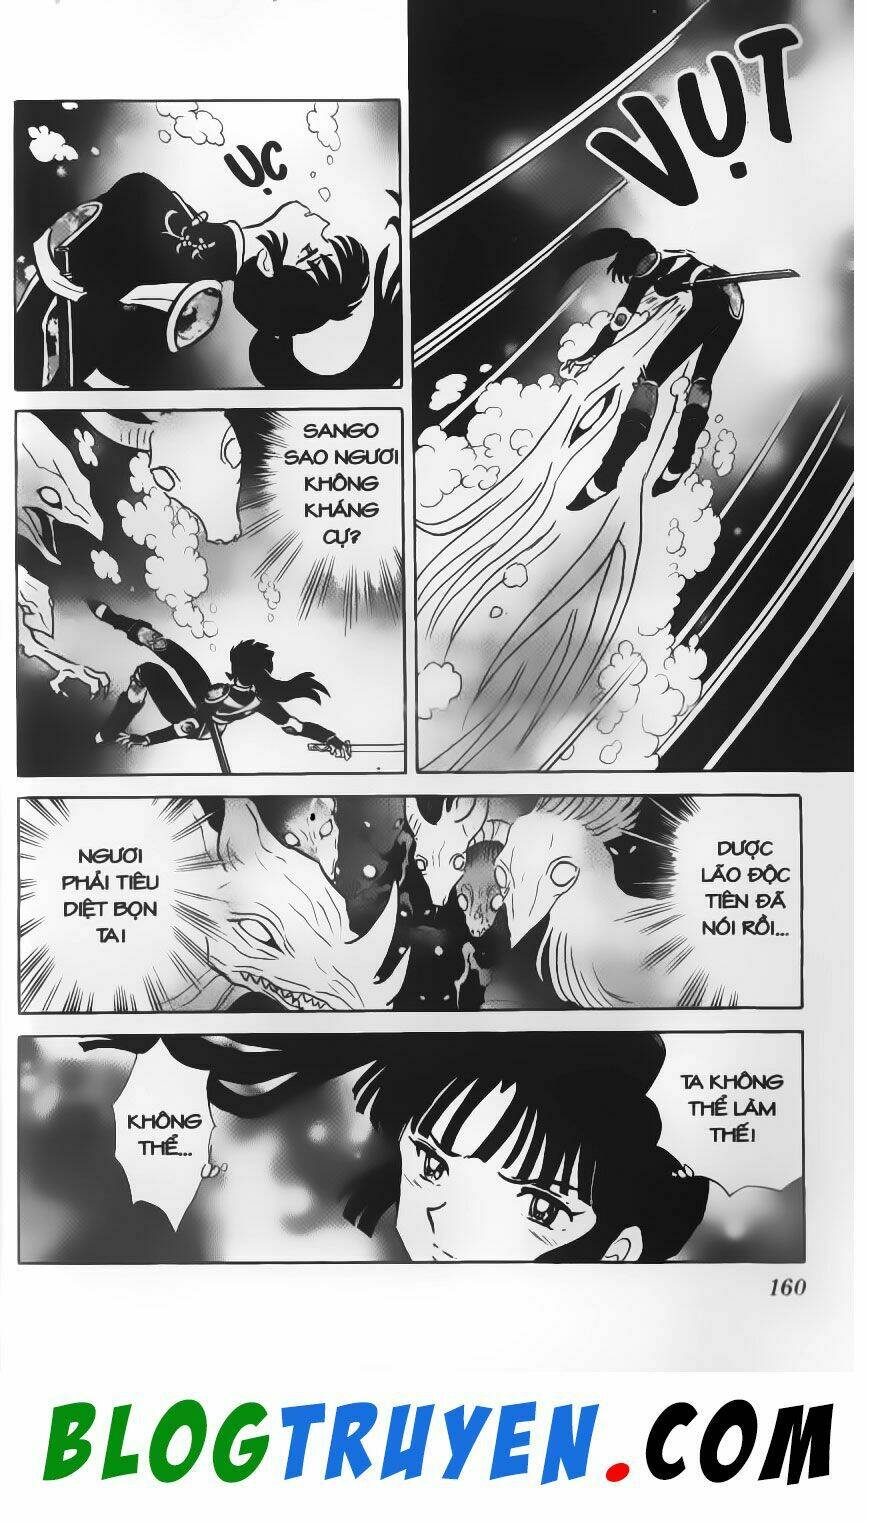 VỤT
ỤC
SANGO
SAO NGƯƠI
KHÔNG
KHÁNG
CỰ?
DƯỢC
LÃO ĐỘC
TIÊN ĐÃ
NÓI RỒI...
NGƯƠI
PHẢI TIÊU
DIỆT BỌN
TA!
TA KHÔNG
THỂ LÀM
THẾ!
KHÔNG
THỂ...
160
BLOGTRUYEN.COM